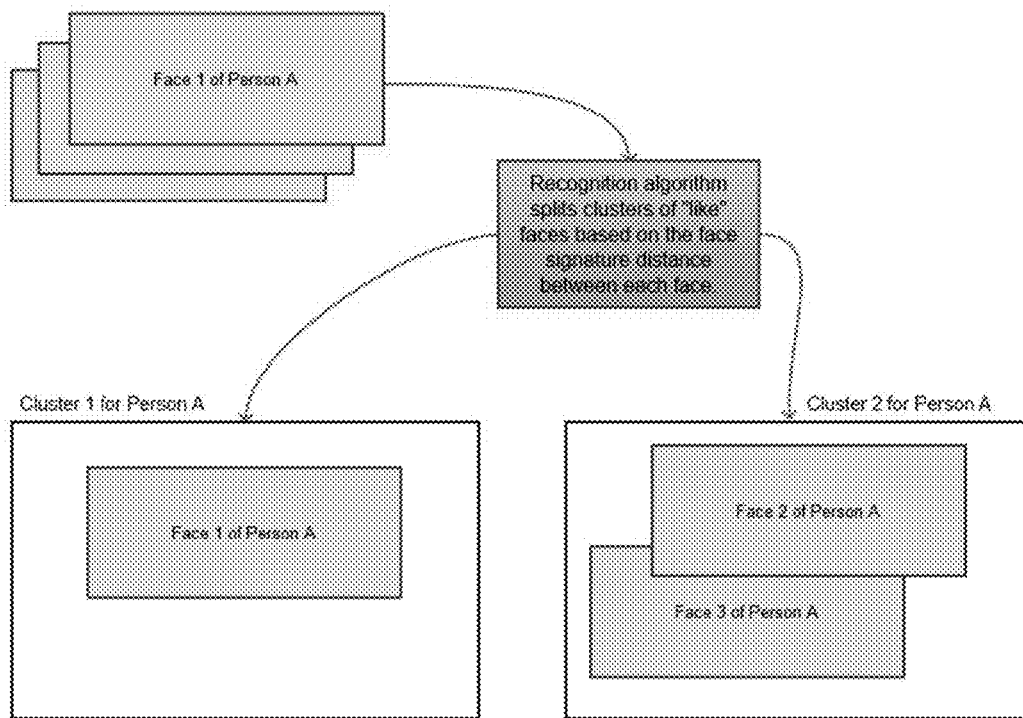 Face 1 of Person A
Recognition algorithm
splits clusters of "like"
faces based on the face
signature distance
between each face
Cluster 1 for Person A
Face 1 of Person A
Cluster 2 for Person A
Face 2 of Person A
Face 3 of Person A